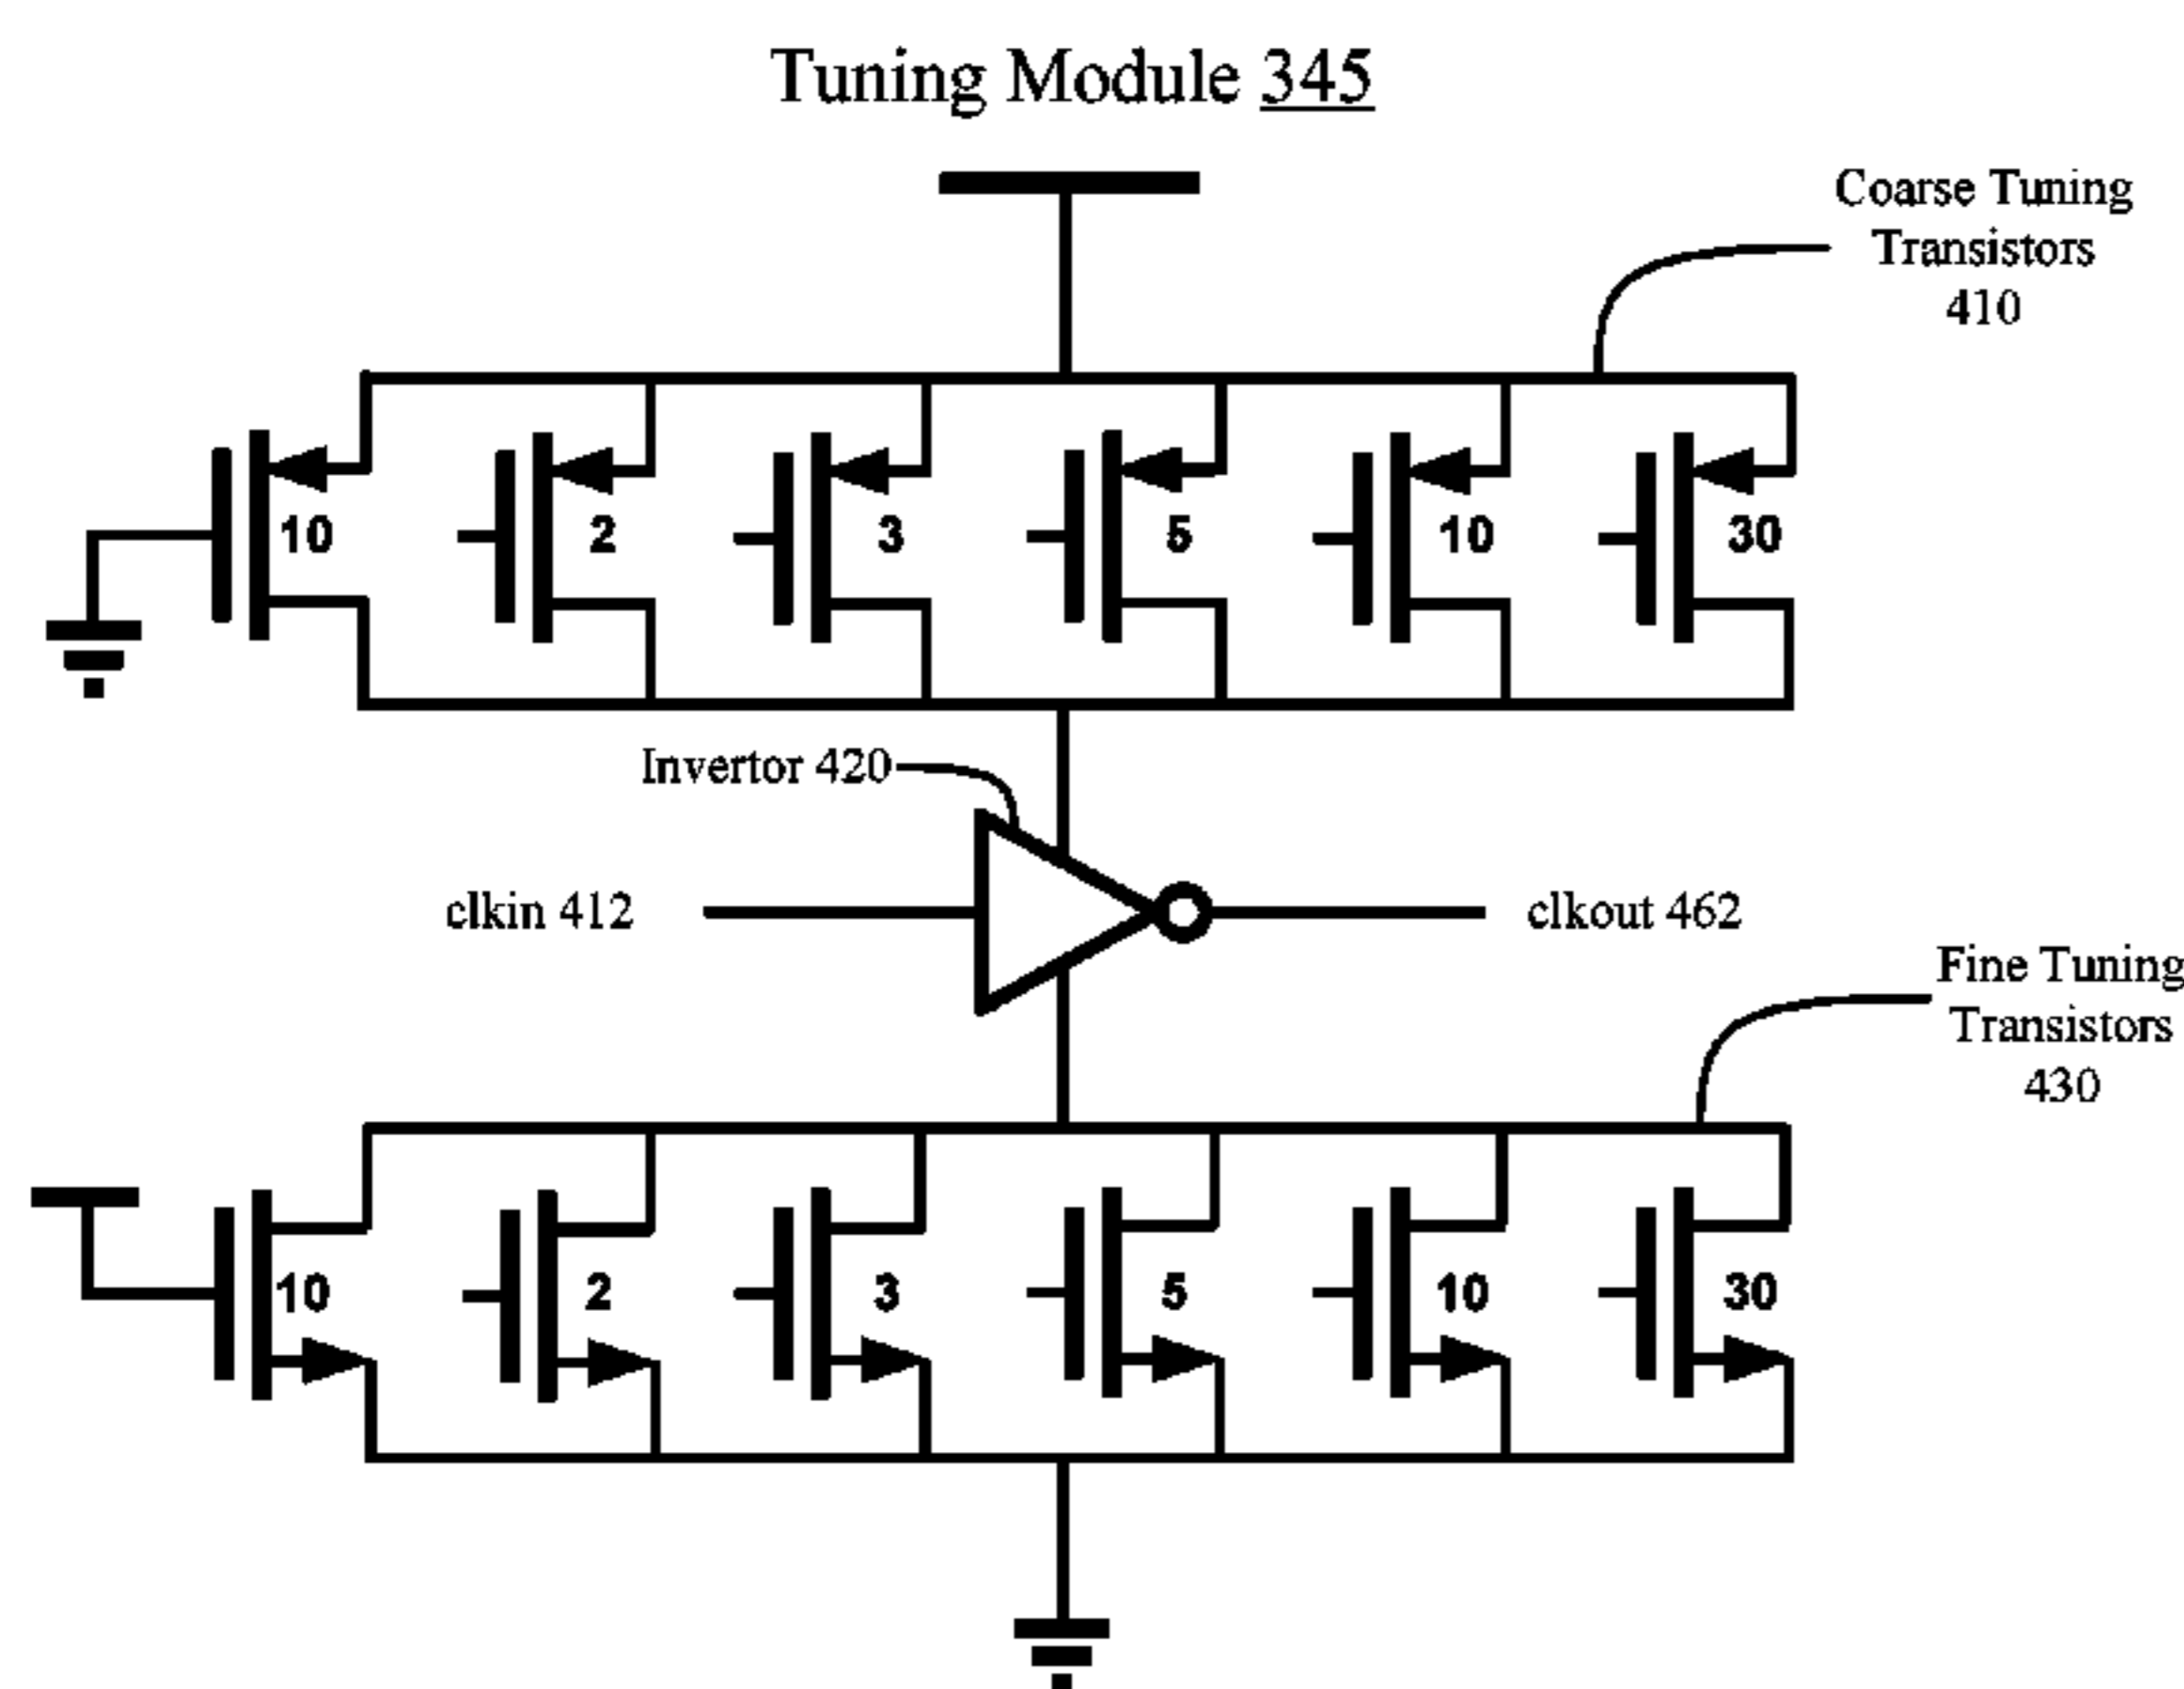 Tuning Module 345
Coarse Tuning
Transistors
410
10 2 3 5 10 30
Invertor 420
clkin 412
clkout 462
Fine Tuning
Transistors
430
10 2 3 5 10 30